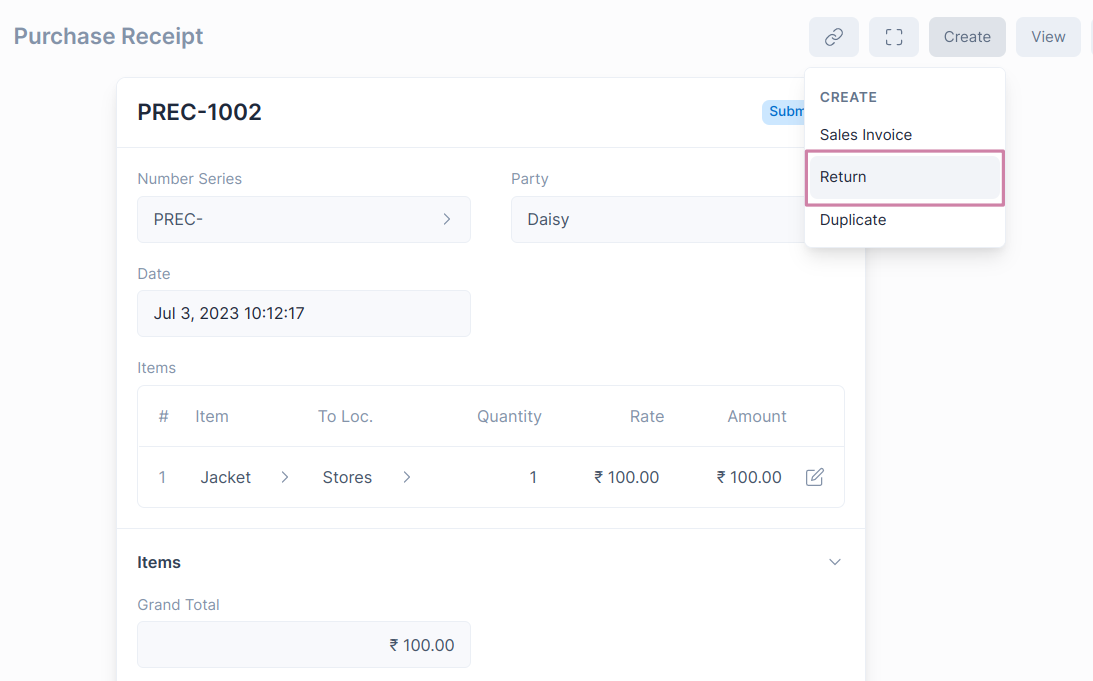 Purchase Receipt
Create
View
PREC-1002
CREATE
Sales Invoice
Return
Duplicate
Number Series
Party
PREC-
Daisy
Date
Jul 3, 2023 10:12:17
Items
# Item To Loc. Quantity Rate Amount
1 Jacket Stores 1 ₹ 100.00 ₹ 100.00
Items
Grand Total
₹ 100.00